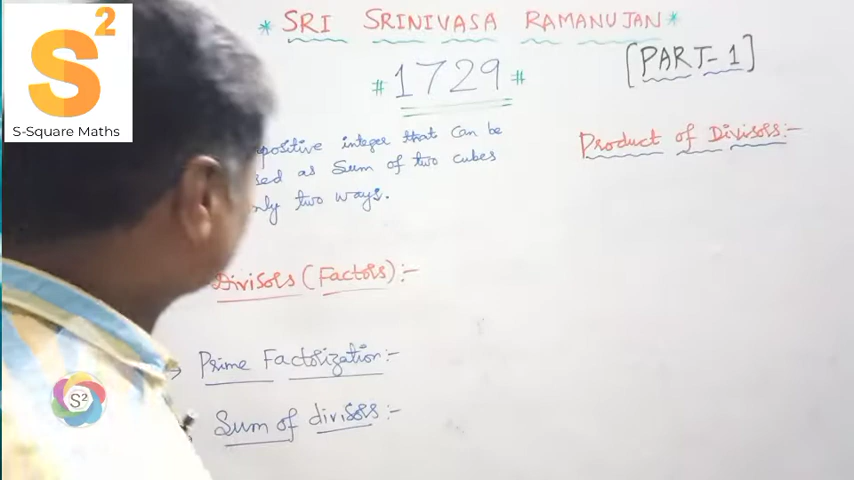 S²
S-Square Maths
* SRI SRINIVASA RAMANUJAN *
[PART-1]
# 1729 #
positive integer that can be
sed as Sum of two cubes
nly two ways.
Product of Divisors:-
Divisors (Factors):-
→ Prime Factorization:-
Sum of divisors:-
S²